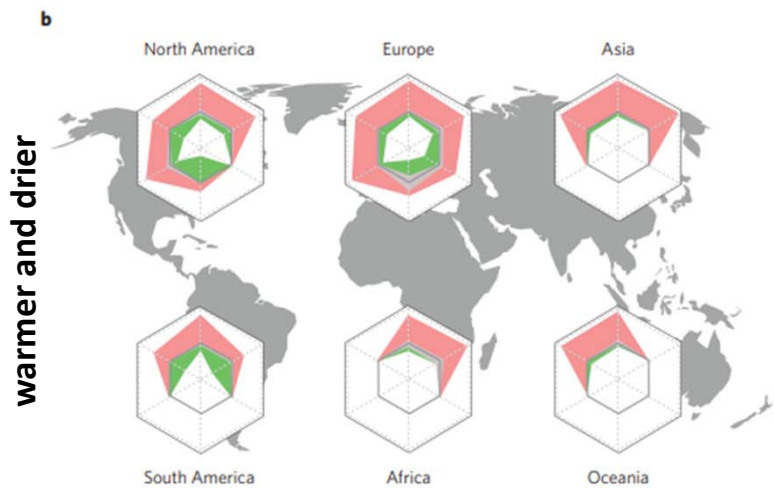 b
North America
Europe
Asia
warmer and drier
South America
Africa
Oceania